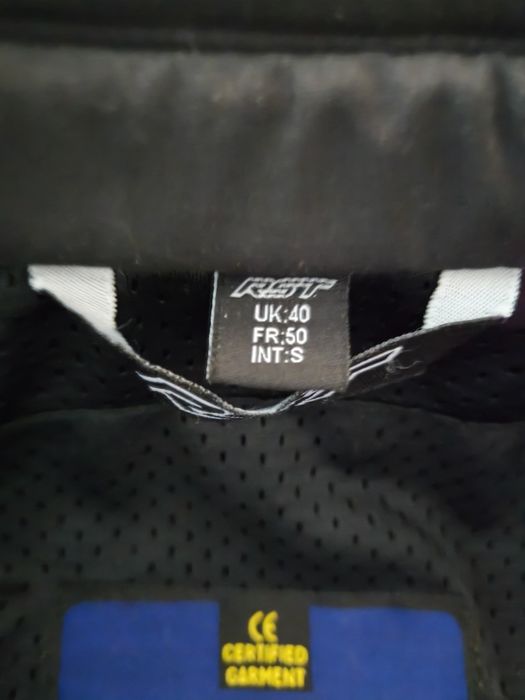 RST
UK:40
FR:50
INT:S
CE
CERTIFIED
GARMENT